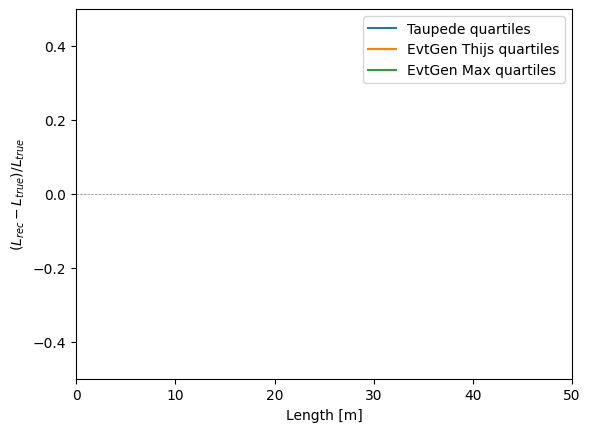 Taupede quartiles
EvtGen Thijs quartiles
EvtGen Max quartiles
0.4
0.2
0.0
−0.2
−0.4
(L_rec − L_true)/L_true
0 10 20 30 40 50
Length [m]